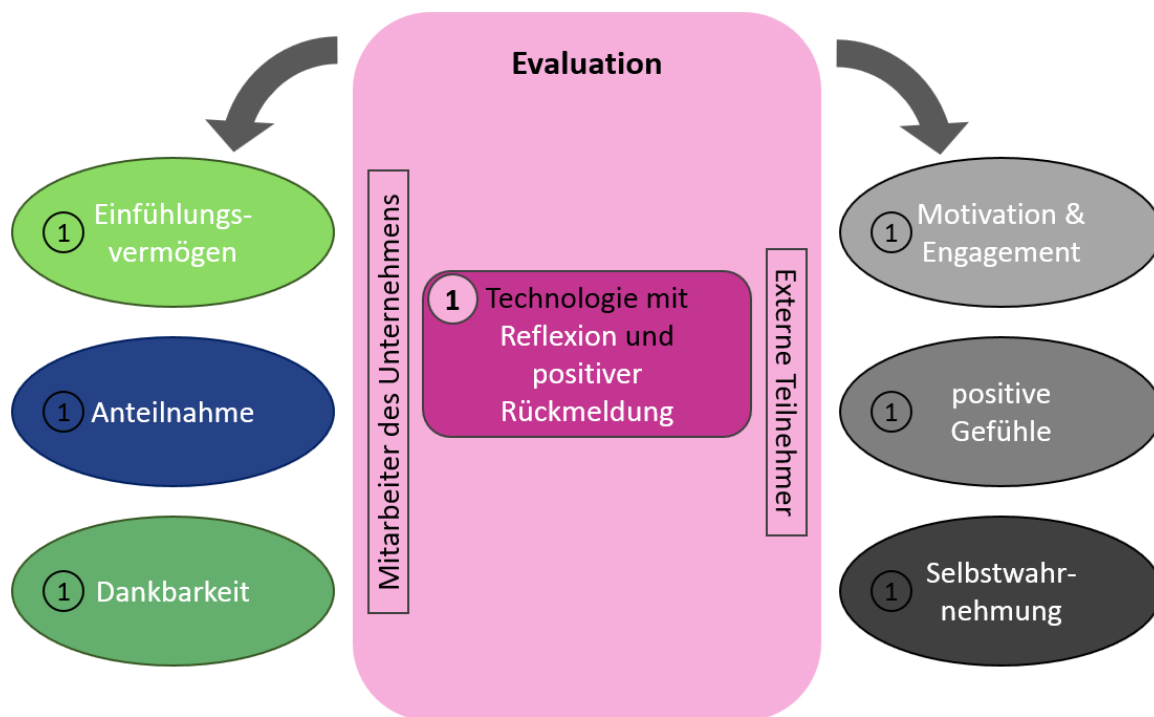 Evaluation
1
Einfühlungs-
vermögen
1
Anteilnahme
1
Dankbarkeit
Mitarbeiter des Unternehmens
1
Technologie mit
Reflexion und
positiver
Rückmeldung
Externe Teilnehmer
1
Motivation &
Engagement
1
positive
Gefühle
1
Selbstwahr-
nehmung